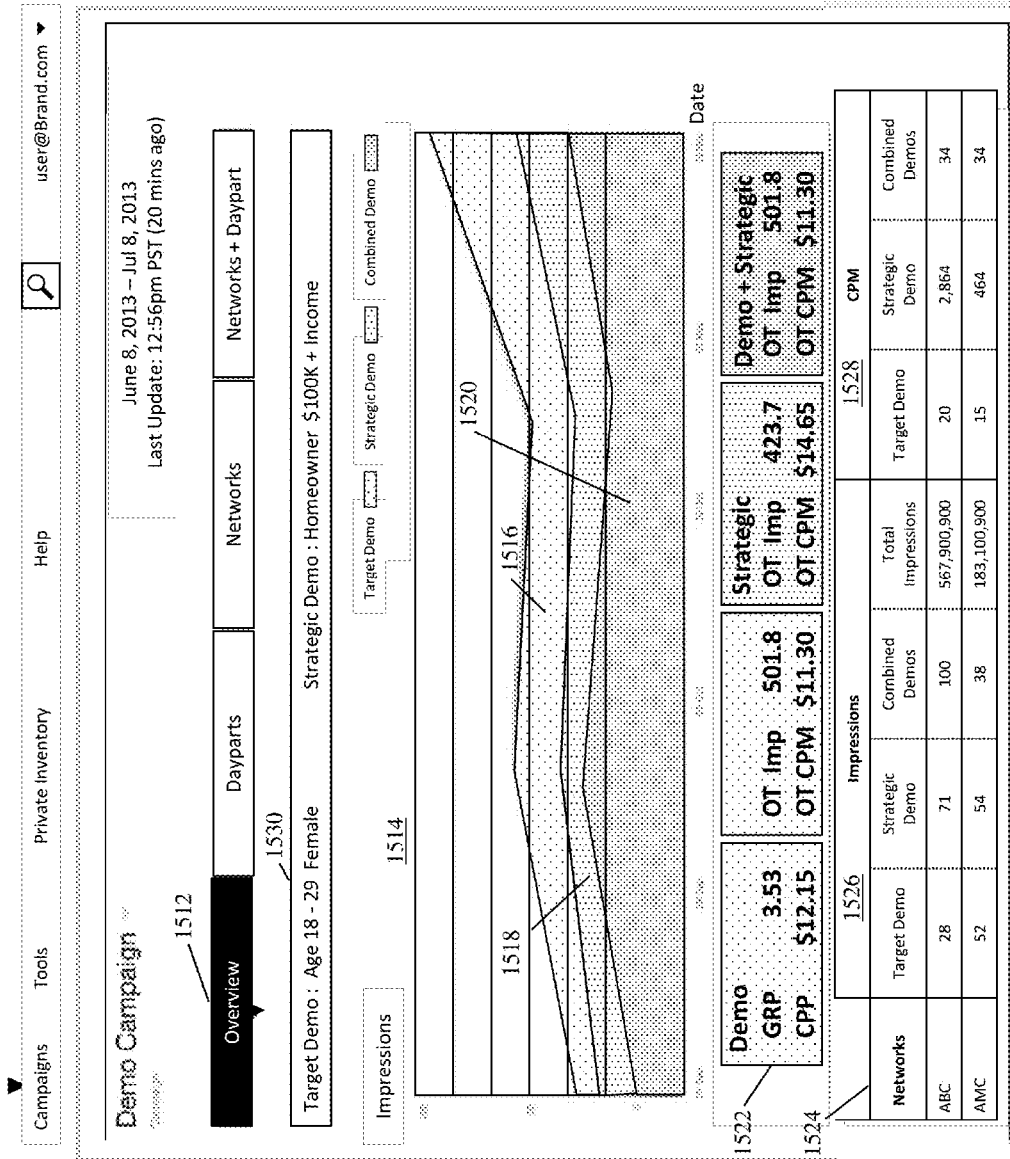 Campaigns Tools Private Inventory Help user@Brand.com
Demo Campaign
June 8, 2013 – Jul 8, 2013
Last Update: 12:56pm PST (20 mins ago)
1512
Overview Dayparts Networks Networks + Daypart
1530
Target Demo : Age 18 - 29 Female Strategic Demo : Homeowner $100K + Income
1514
Impressions
Target Demo Strategic Demo Combined Demo
1516
1518
1520
Date
1522
Demo
GRP 3.53
CPP $12.15
OT Imp 501.8
OT CPM $11.30
Strategic
OT Imp 423.7
OT CPM $14.65
Demo + Strategic
OT Imp 501.8
OT CPM $11.30
1524
1526 Impressions 1528 CPM
Networks Target Demo Strategic Demo Combined Demos Total Impressions Target Demo Strategic Demo Combined Demos
ABC 28 71 100 567,900,900 20 2,864 34
AMC 52 54 38 183,100,900 15 464 34